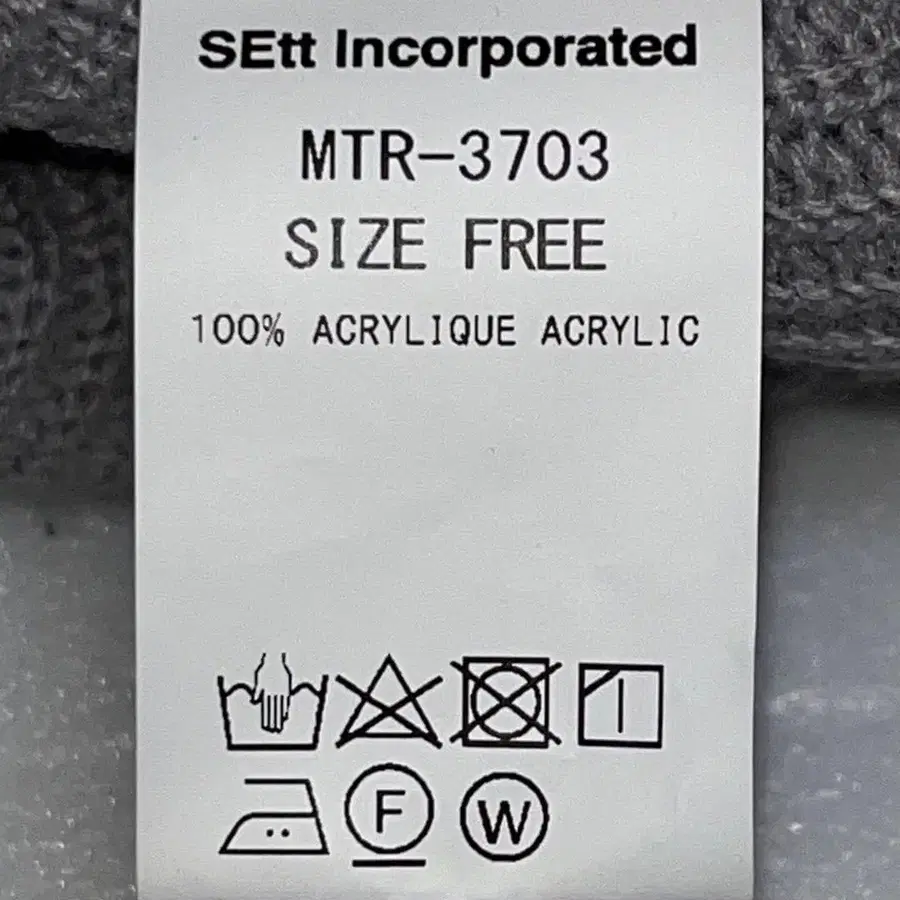 SEtt Incorporated
MTR-3703
SIZE FREE
100% ACRYLIQUE ACRYLIC
F W